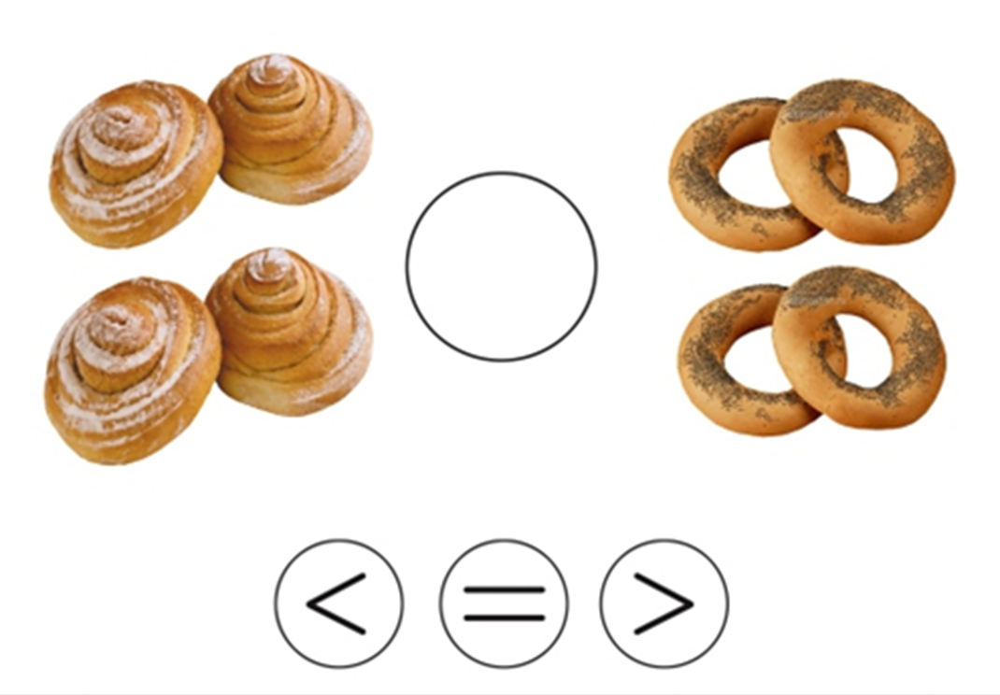 < = >